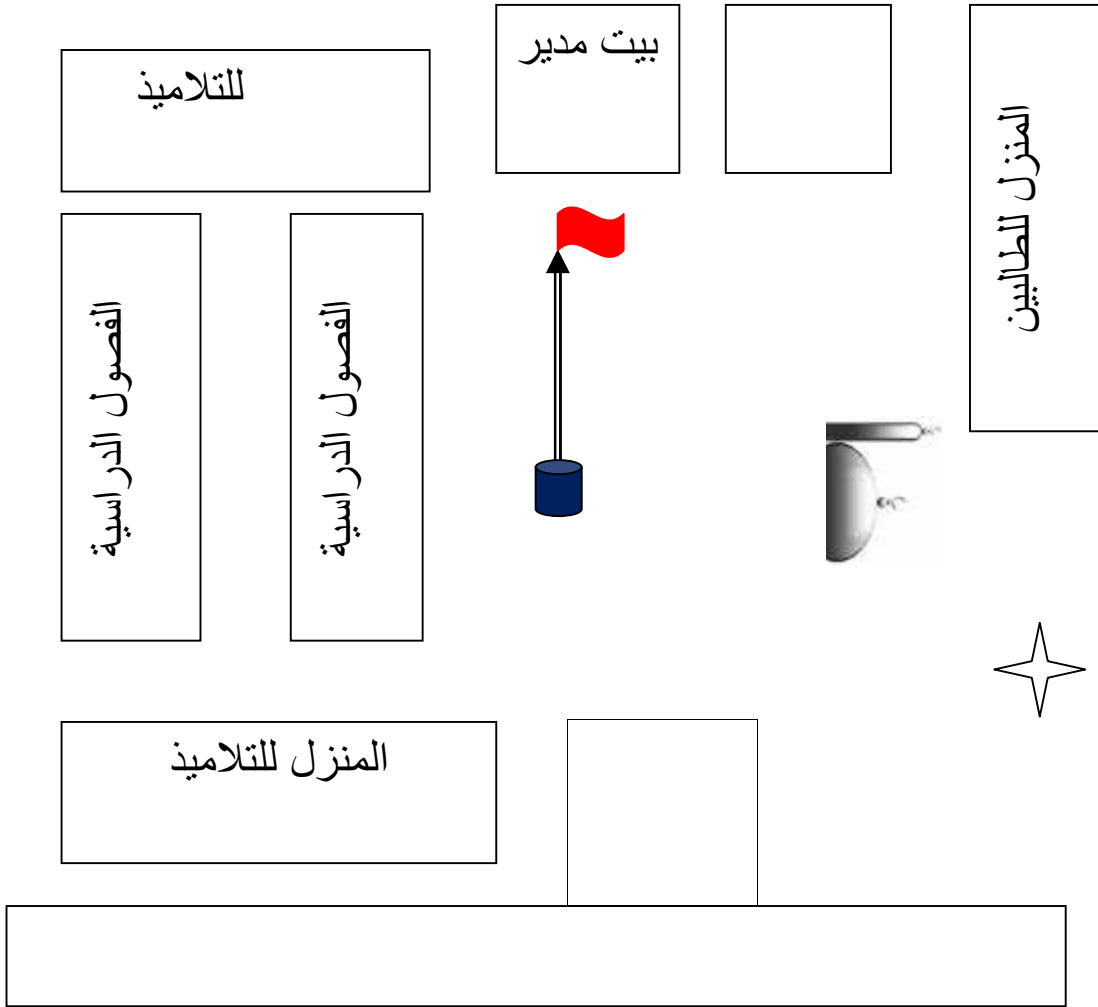 بيت مدير
للتلاميذ
المنزل للطالبين
الفصول الدراسية
الفصول الدراسية
المنزل للتلاميذ